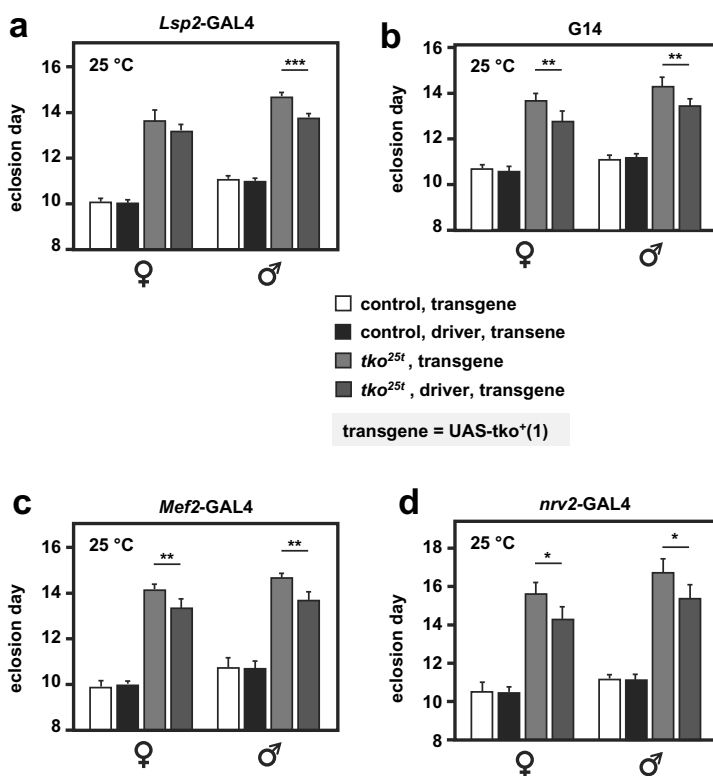 a
Lsp2-GAL4
25 °C
***
eclosion day
16
14
12
10
8
♀ ♂
b
G14
25 °C
** **
eclosion day
16
14
12
10
8
♀ ♂
control, transgene
control, driver, transene
tko25t , transgene
tko25t , driver, transgene
transgene = UAS-tko+(1)
c
Mef2-GAL4
25 °C
** **
eclosion day
16
14
12
10
8
♀ ♂
d
nrv2-GAL4
25 °C
* *
eclosion day
18
16
14
12
10
8
♀ ♂